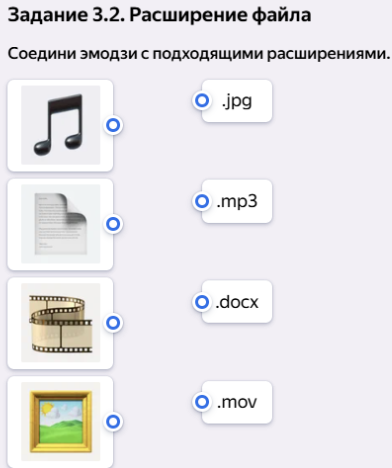 Задание 3.2. Расширение файла
Соедини эмодзи с подходящими расширениями.
.jpg
.mp3
.docx
.mov